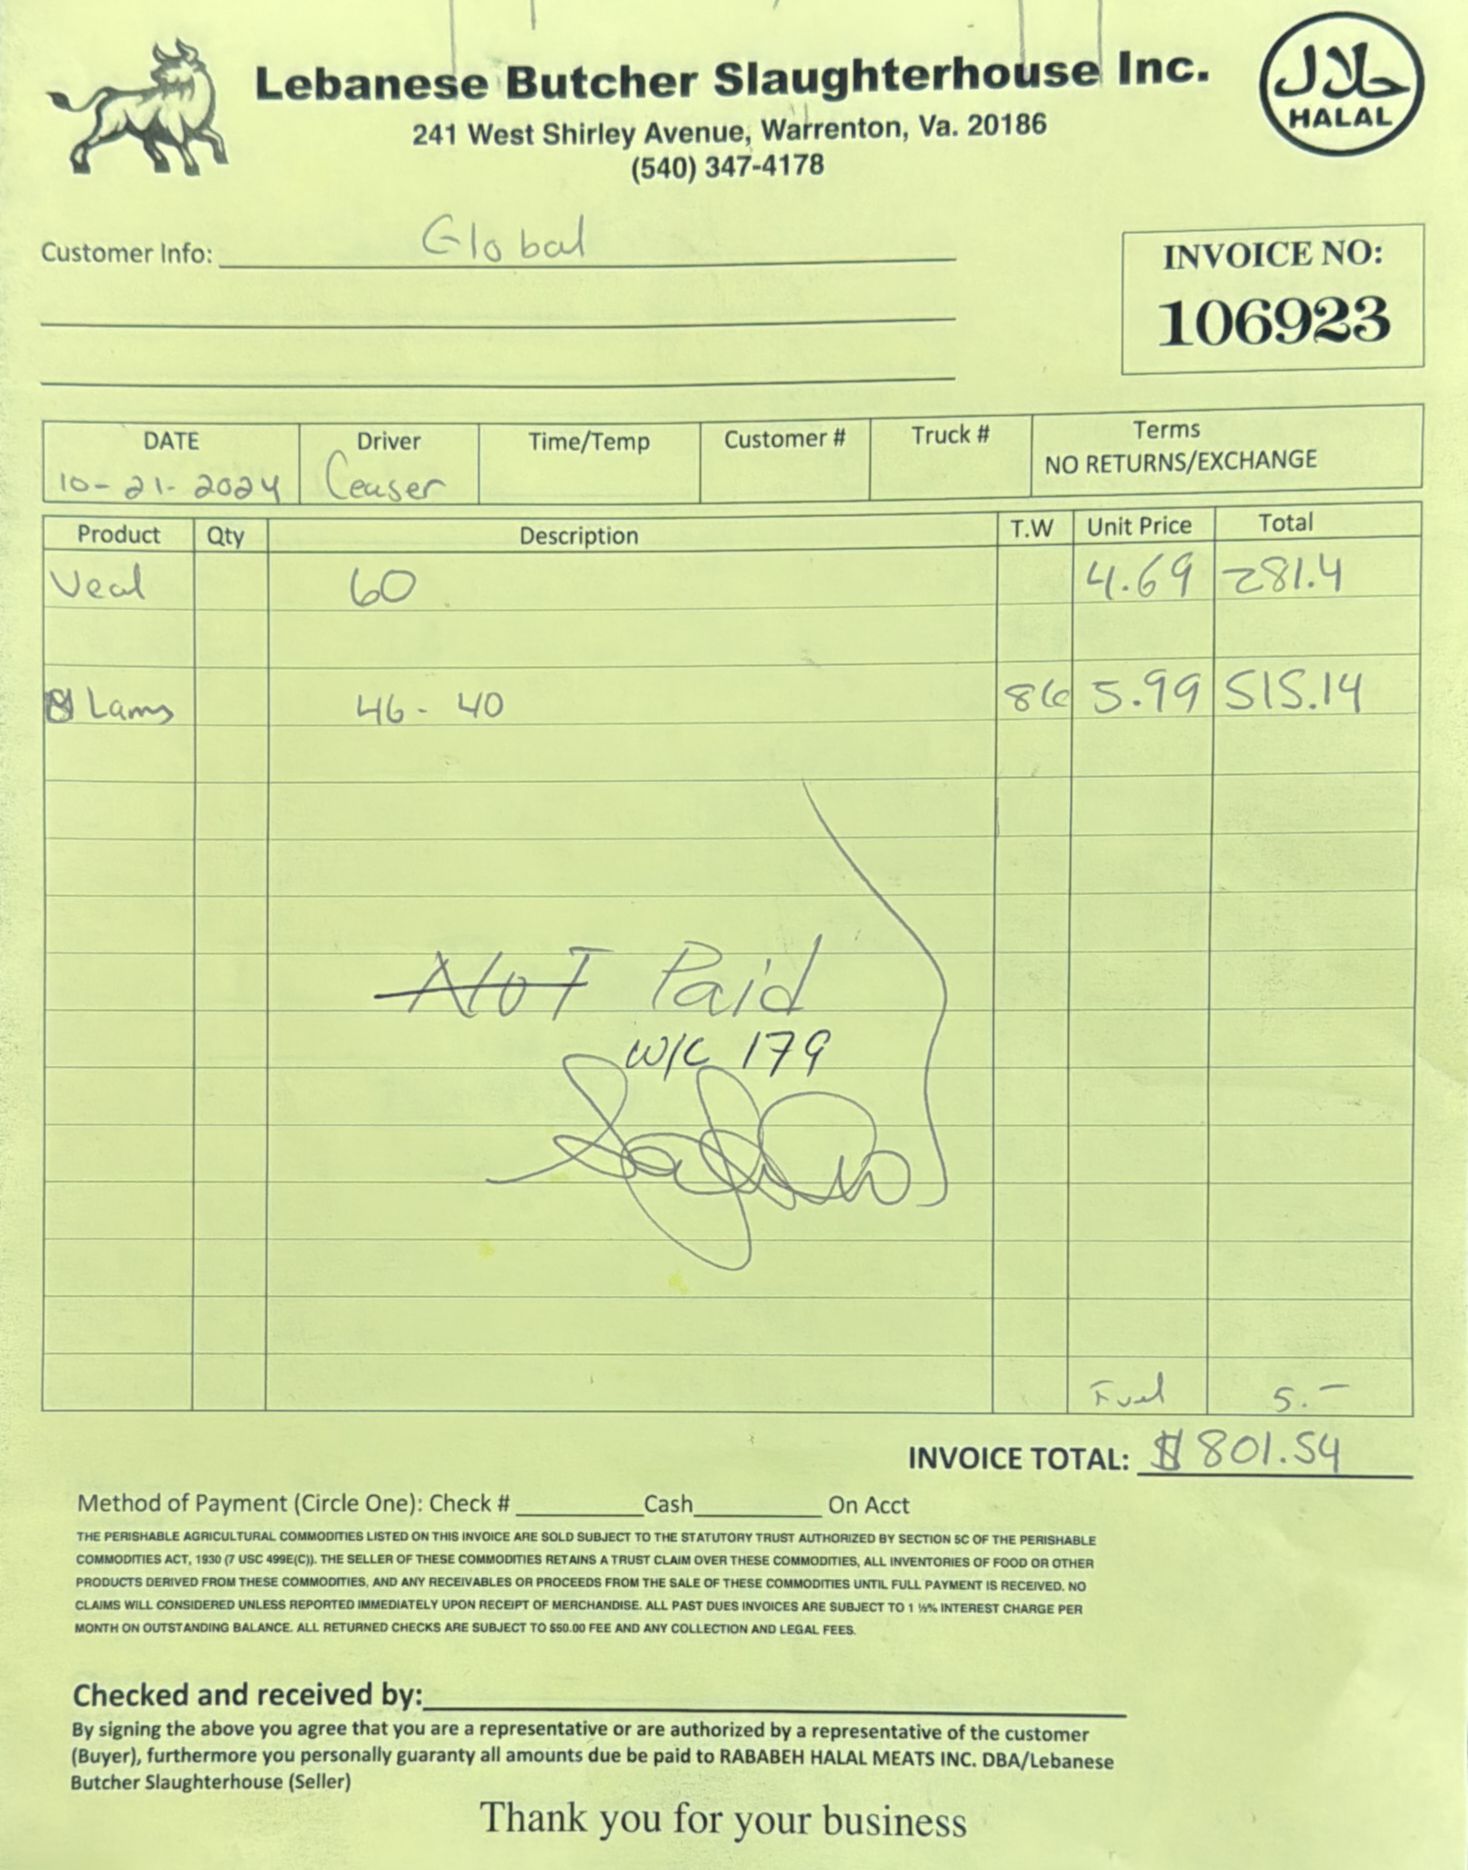 Lebanese Butcher Slaughterhouse Inc.
241 West Shirley Avenue, Warrenton, Va. 20186
(540) 347-4178
حلال
HALAL
Customer Info: Global
INVOICE NO:
106923
DATE Driver Time/Temp Customer # Truck # Terms
NO RETURNS/EXCHANGE
10-21-2024 Ceaser
Product Qty Description T.W Unit Price Total
Veal 60 4.69 281.4
Lams 46-40 86 5.99 515.14
NOT Paid
W/C 179
Fuel 5.-
INVOICE TOTAL: $801.54
Method of Payment (Circle One): Check #________ Cash________ On Acct
THE PERISHABLE AGRICULTURAL COMMODITIES LISTED ON THIS INVOICE ARE SOLD SUBJECT TO THE STATUTORY TRUST AUTHORIZED BY SECTION 5C OF THE PERISHABLE
COMMODITIES ACT, 1930 (7 USC 499E(C)). THE SELLER OF THESE COMMODITIES RETAINS A TRUST CLAIM OVER THESE COMMODITIES, ALL INVENTORIES OF FOOD OR OTHER
PRODUCTS DERIVED FROM THESE COMMODITIES, AND ANY RECEIVABLES OR PROCEEDS FROM THE SALE OF THESE COMMODITIES UNTIL FULL PAYMENT IS RECEIVED. NO
CLAIMS WILL CONSIDERED UNLESS REPORTED IMMEDIATELY UPON RECEIPT OF MERCHANDISE. ALL PAST DUES INVOICES ARE SUBJECT TO 1 ½% INTEREST CHARGE PER
MONTH ON OUTSTANDING BALANCE. ALL RETURNED CHECKS ARE SUBJECT TO $50.00 FEE AND ANY COLLECTION AND LEGAL FEES.
Checked and received by:
By signing the above you agree that you are a representative or are authorized by a representative of the customer
(Buyer), furthermore you personally guaranty all amounts due be paid to RABABEH HALAL MEATS INC. DBA/Lebanese
Butcher Slaughterhouse (Seller)
Thank you for your business